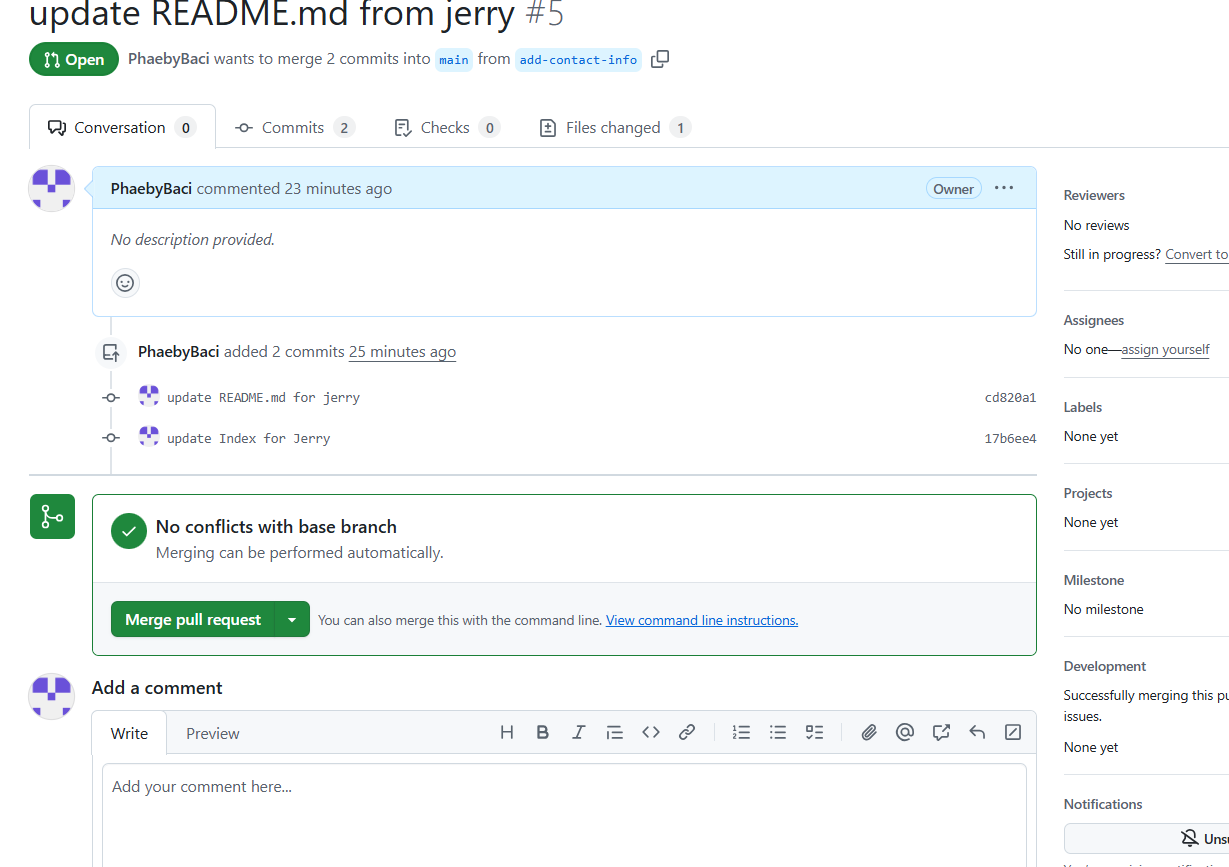 update README.md from jerry #5
Open PhaebyBaci wants to merge 2 commits into main from add-contact-info
Conversation 0 Commits 2 Checks 0 Files changed 1
PhaebyBaci commented 23 minutes ago Owner
No description provided.
PhaebyBaci added 2 commits 25 minutes ago
update README.md for jerry cd820a1
update Index for Jerry 17b6ee4
No conflicts with base branch
Merging can be performed automatically.
Merge pull request You can also merge this with the command line. View command line instructions.
Add a comment
Write Preview
Add your comment here...
Reviewers
No reviews
Still in progress? Convert to
Assignees
No one—assign yourself
Labels
None yet
Projects
None yet
Milestone
No milestone
Development
Successfully merging this pu
issues.
None yet
Notifications
Unsu